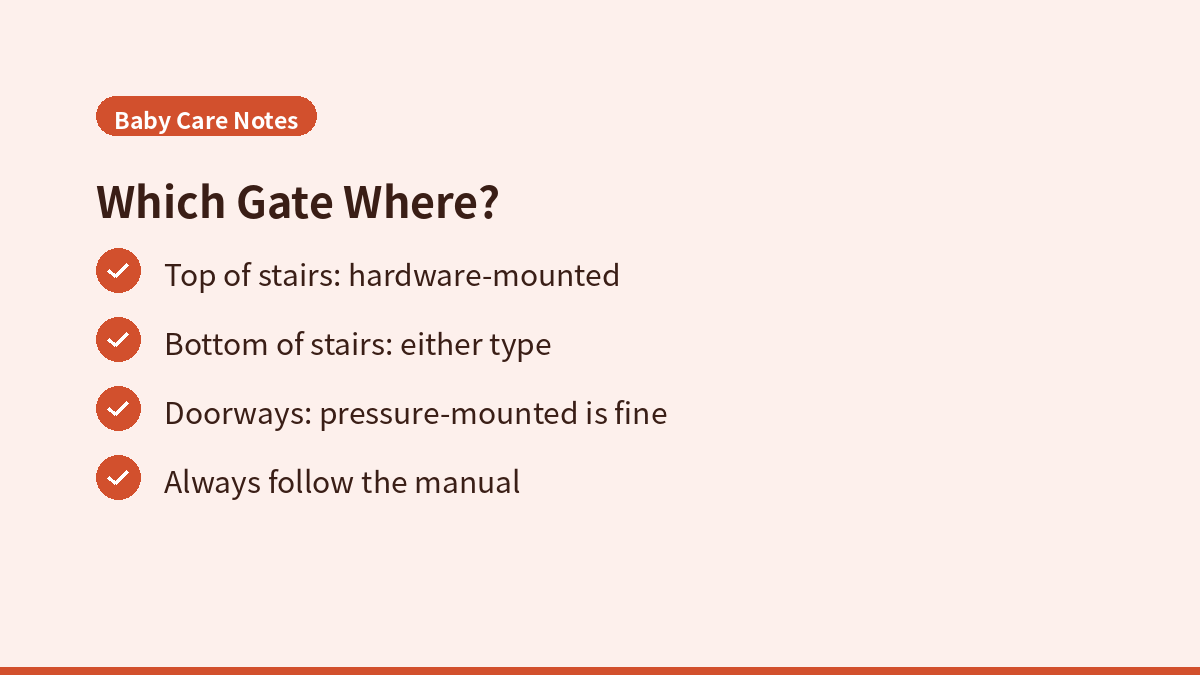 Baby Care Notes
Which Gate Where?
Top of stairs: hardware-mounted
Bottom of stairs: either type
Doorways: pressure-mounted is fine
Always follow the manual